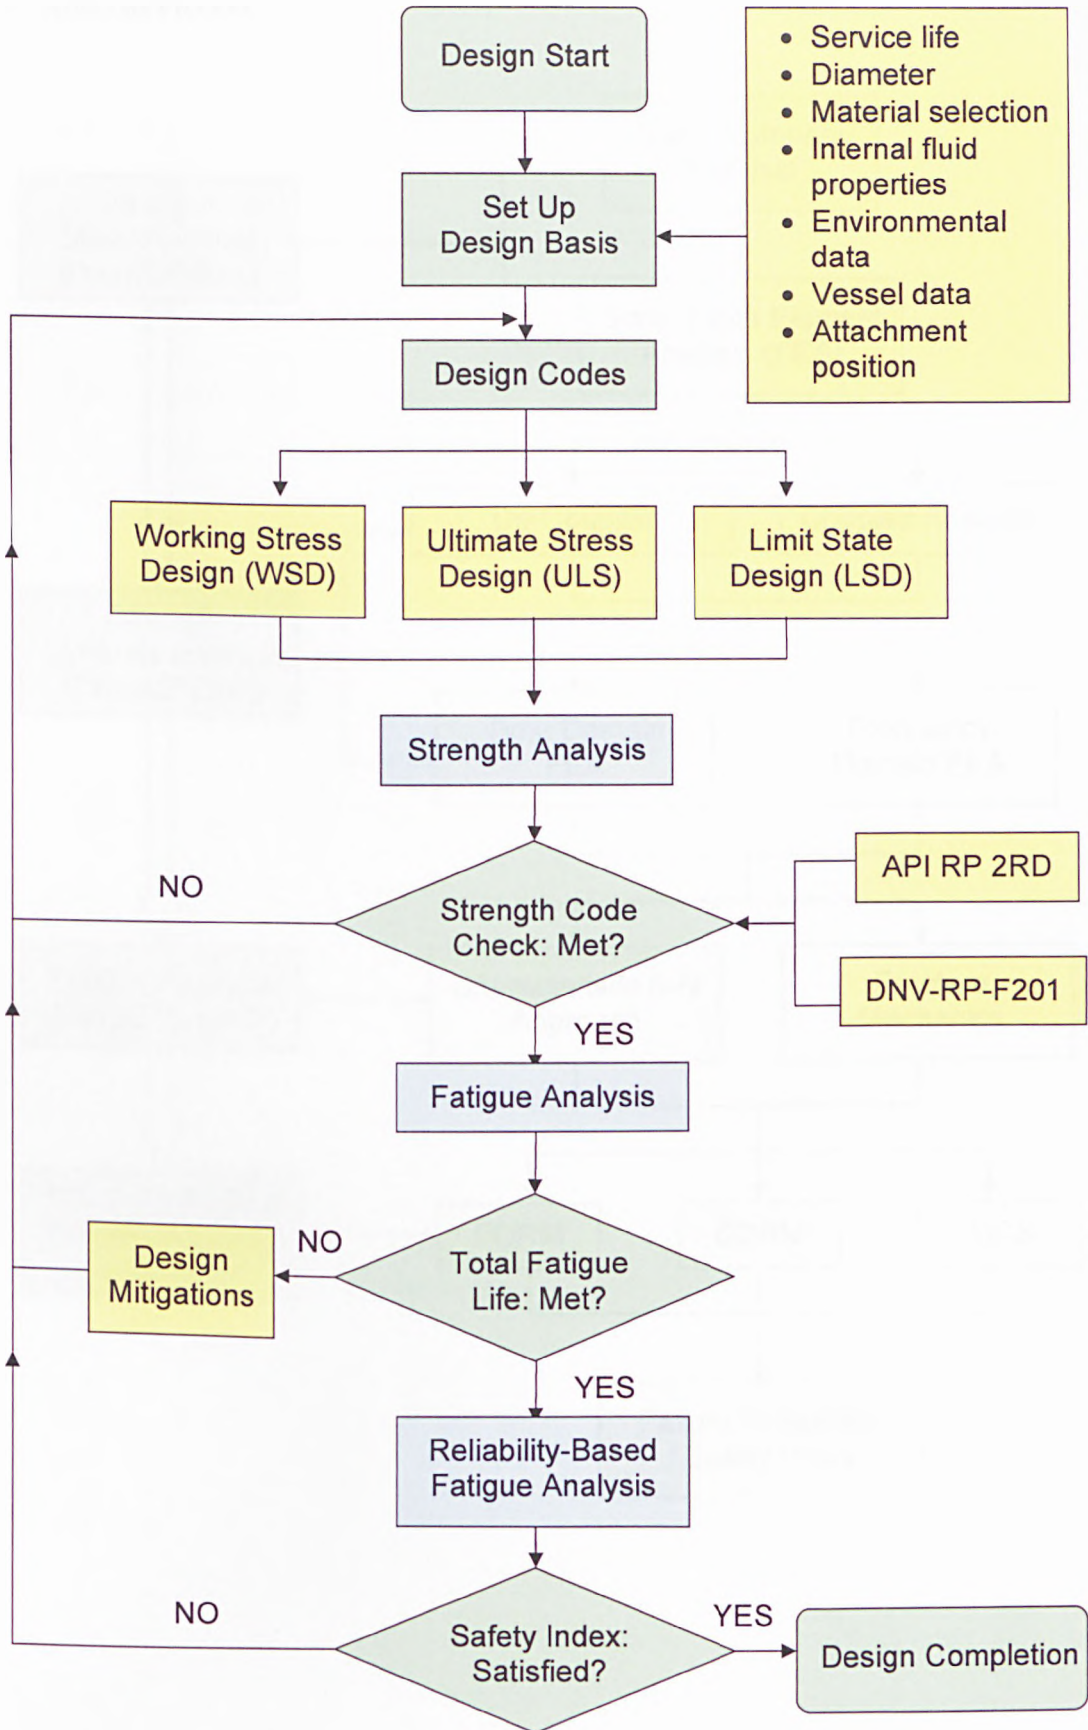 Design Start
• Service life
• Diameter
• Material selection
• Internal fluid
properties
• Environmental
data
• Vessel data
• Attachment
position
Set Up
Design Basis
Design Codes
Working Stress
Design (WSD)
Ultimate Stress
Design (ULS)
Limit State
Design (LSD)
Strength Analysis
NO
Strength Code
Check: Met?
API RP 2RD
DNV-RP-F201
YES
Fatigue Analysis
Design
Mitigations
NO
Total Fatigue
Life: Met?
YES
Reliability-Based
Fatigue Analysis
NO
Safety Index:
Satisfied?
YES
Design Completion